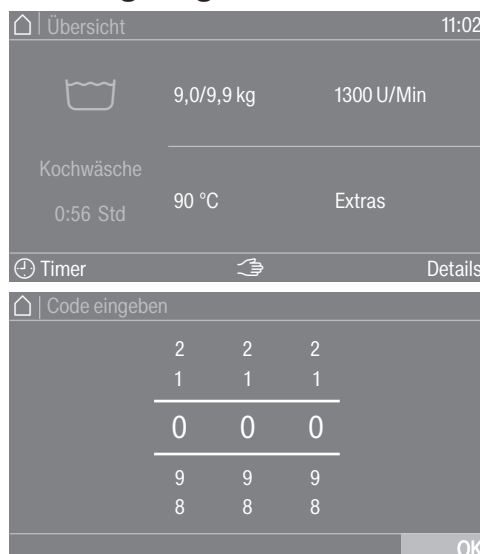 Übersicht 11:02
9,0/9,9 kg 1300 U/Min
Kochwäsche
0:56 Std
90 °C Extras
Timer Details
Code eingeben
2 2 2
1 1 1
0 0 0
9 9 9
8 8 8
OK